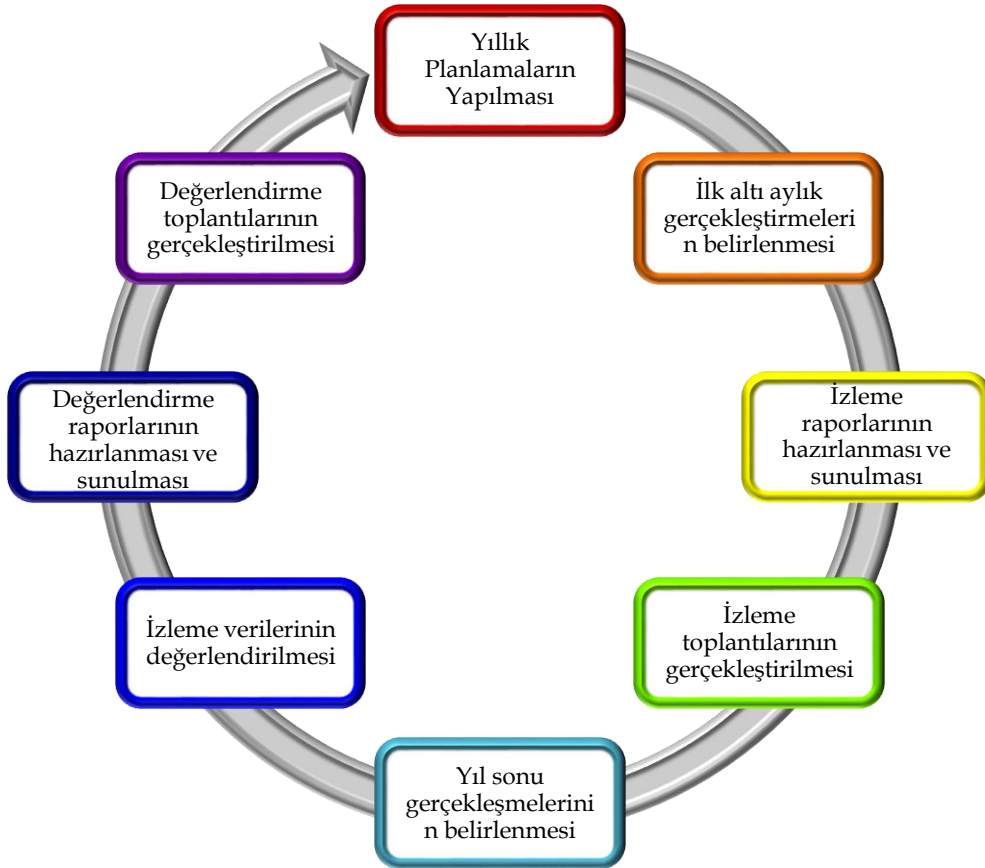 Yıllık
Planlamaların
Yapılması
İlk altı aylık
gerçekleştirmeleri
n belirlenmesi
İzleme
raporlarının
hazırlanması ve
sunulması
İzleme
toplantılarının
gerçekleştirilmesi
Yıl sonu
gerçekleşmelerini
n belirlenmesi
İzleme verilerinin
değerlendirilmesi
Değerlendirme
raporlarının
hazırlanması ve
sunulması
Değerlendirme
toplantılarının
gerçekleştirilmesi